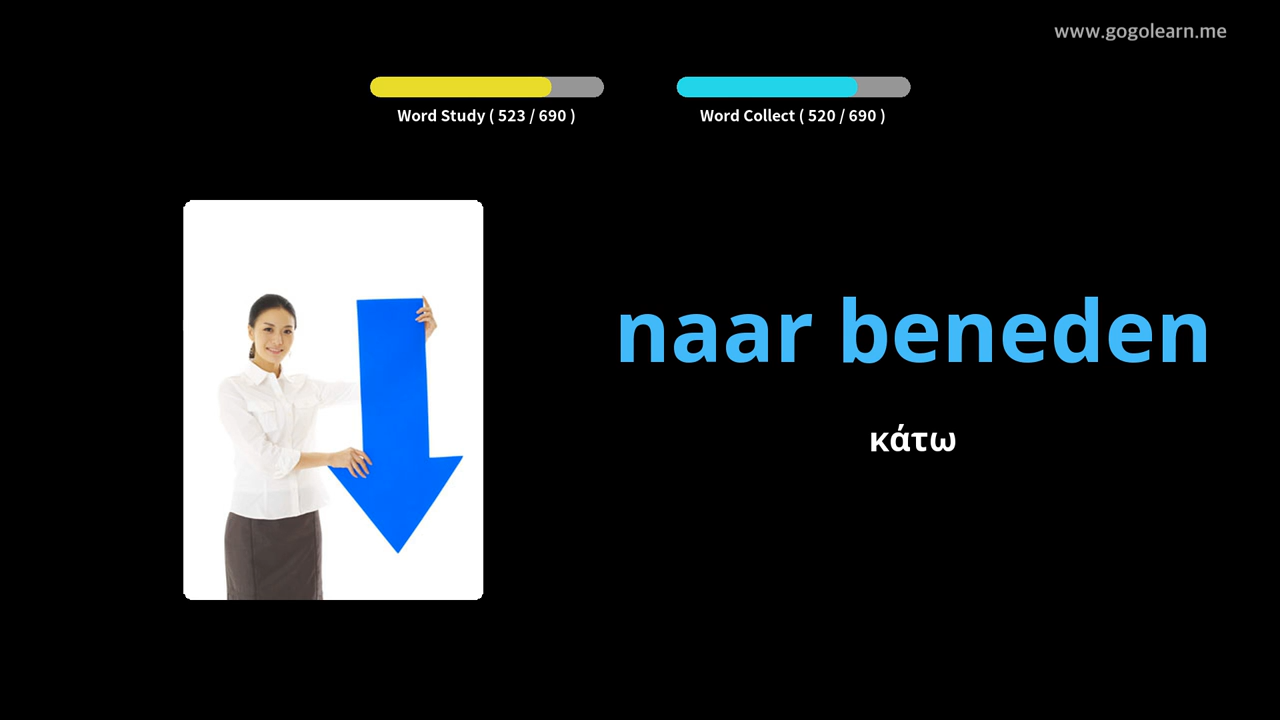 www.gogolearn.me
Word Study ( 523 / 690 )
Word Collect ( 520 / 690 )
naar beneden
κάτω